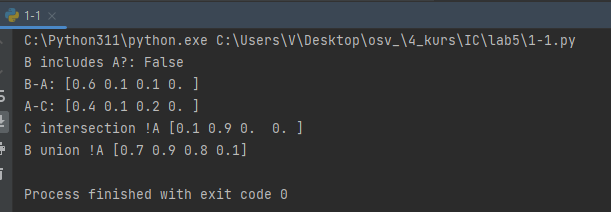 1-1
C:\Python311\python.exe C:\Users\V\Desktop\osv_\4_kurs\IC\lab5\1-1.py
B includes A?: False
B-A: [0.6 0.1 0.1 0. ]
A-C: [0.4 0.1 0.2 0. ]
C intersection !A [0.1 0.9 0.  0. ]
B union !A [0.7 0.9 0.8 0.1]
Process finished with exit code 0